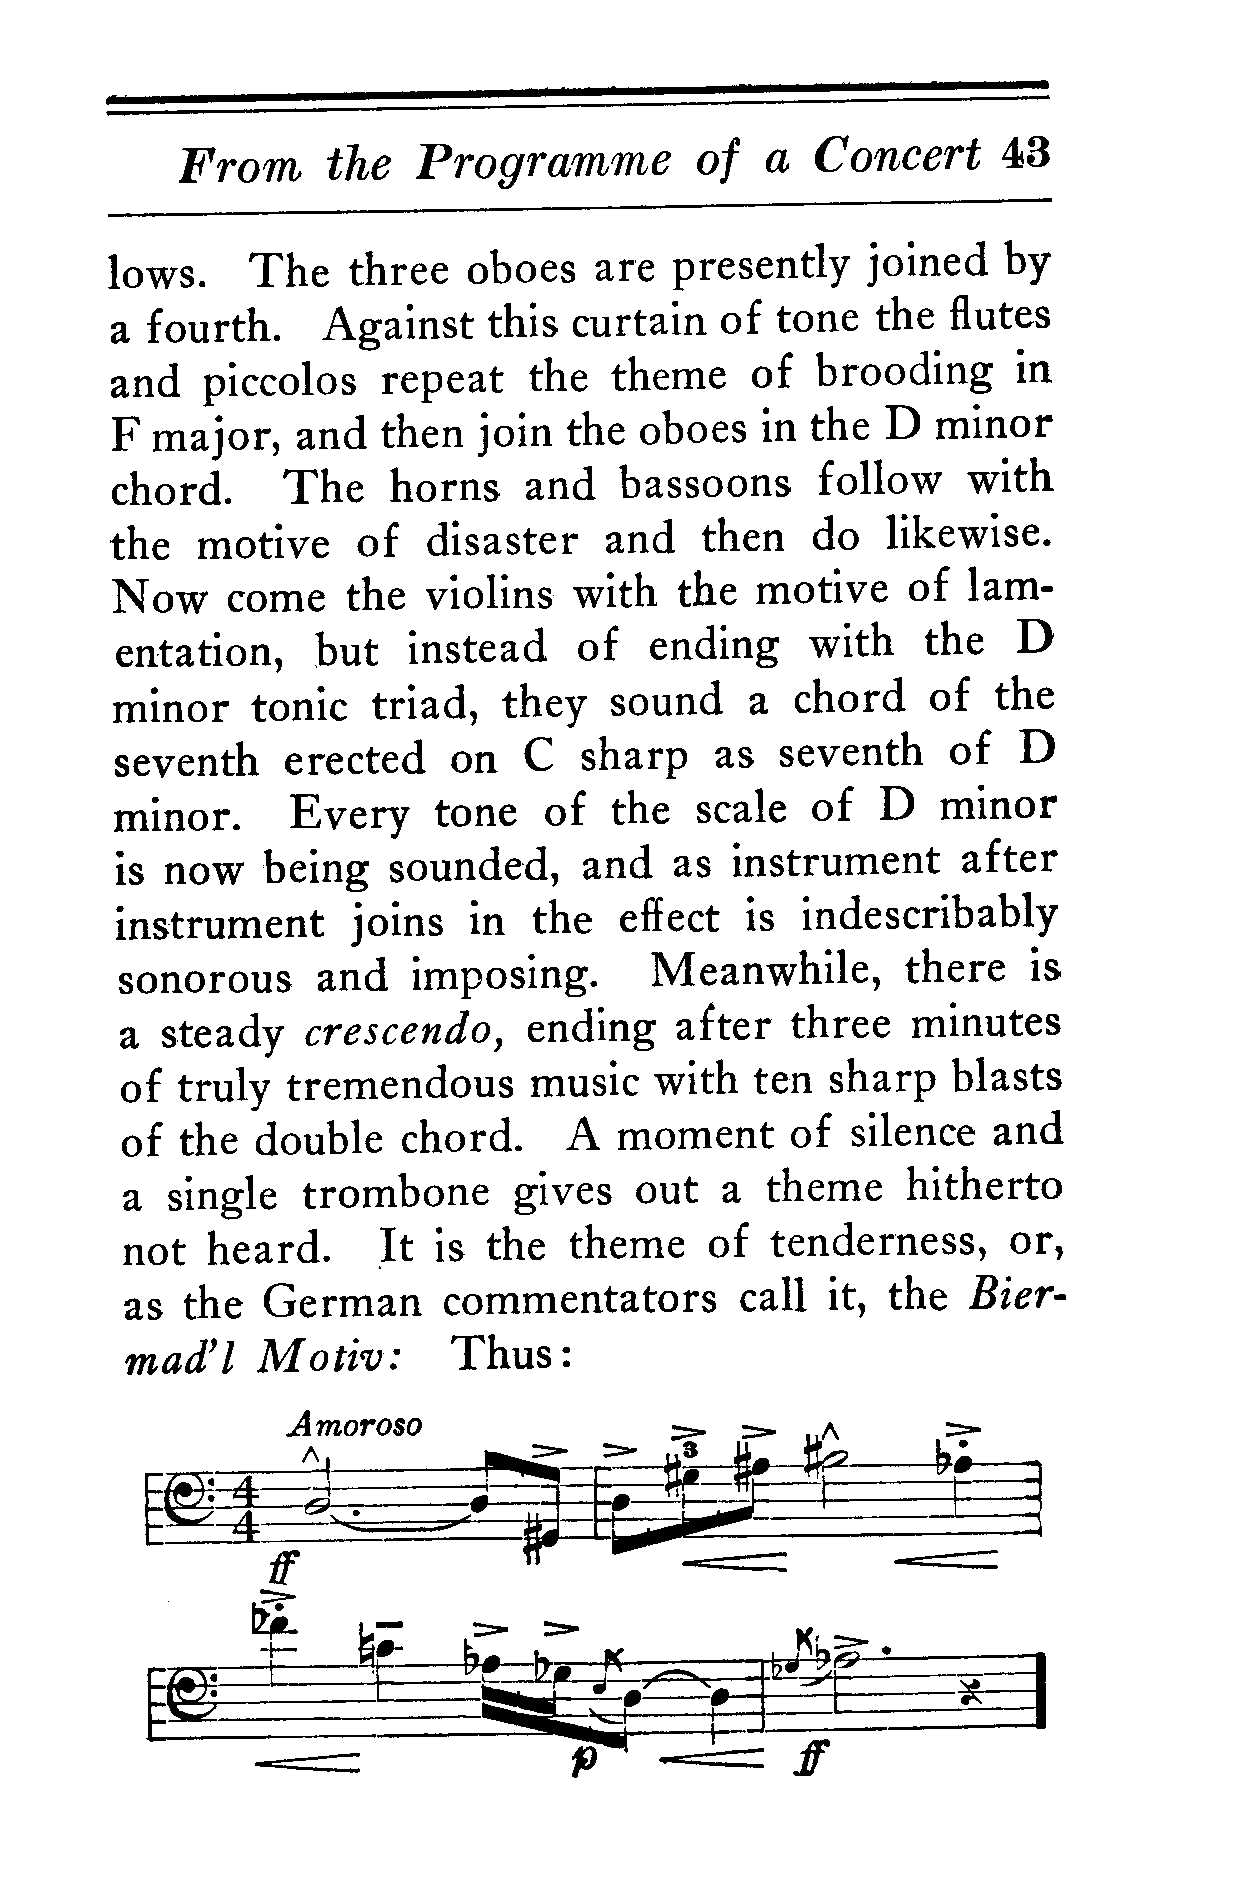 From the Programme of a Concert 43
lows. The three oboes are presently joined by
a fourth. Against this curtain of tone the flutes
and piccolos repeat the theme of brooding in
F major, and then join the oboes in the D minor
chord. The horns and bassoons follow with
the motive of disaster and then do likewise.
Now come the violins with the motive of lam-
entation, but instead of ending with the D
minor tonic triad, they sound a chord of the
seventh erected on C sharp as seventh of D
minor. Every tone of the scale of D minor
is now being sounded, and as instrument after
instrument joins in the effect is indescribably
sonorous and imposing. Meanwhile, there is
a steady crescendo, ending after three minutes
of truly tremendous music with ten sharp blasts
of the double chord. A moment of silence and
a single trombone gives out a theme hitherto
not heard. It is the theme of tenderness, or,
as the German commentators call it, the Bier-
mad'l Motiv: Thus:
Amoroso
3
4
4
ff
p ff